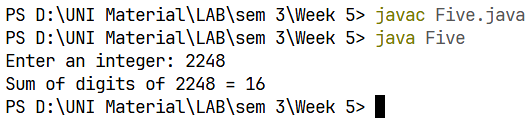 PS D:\UNI Material\LAB\sem 3\Week 5> javac Five.java
PS D:\UNI Material\LAB\sem 3\Week 5> java Five
Enter an integer: 2248
Sum of digits of 2248 = 16
PS D:\UNI Material\LAB\sem 3\Week 5>